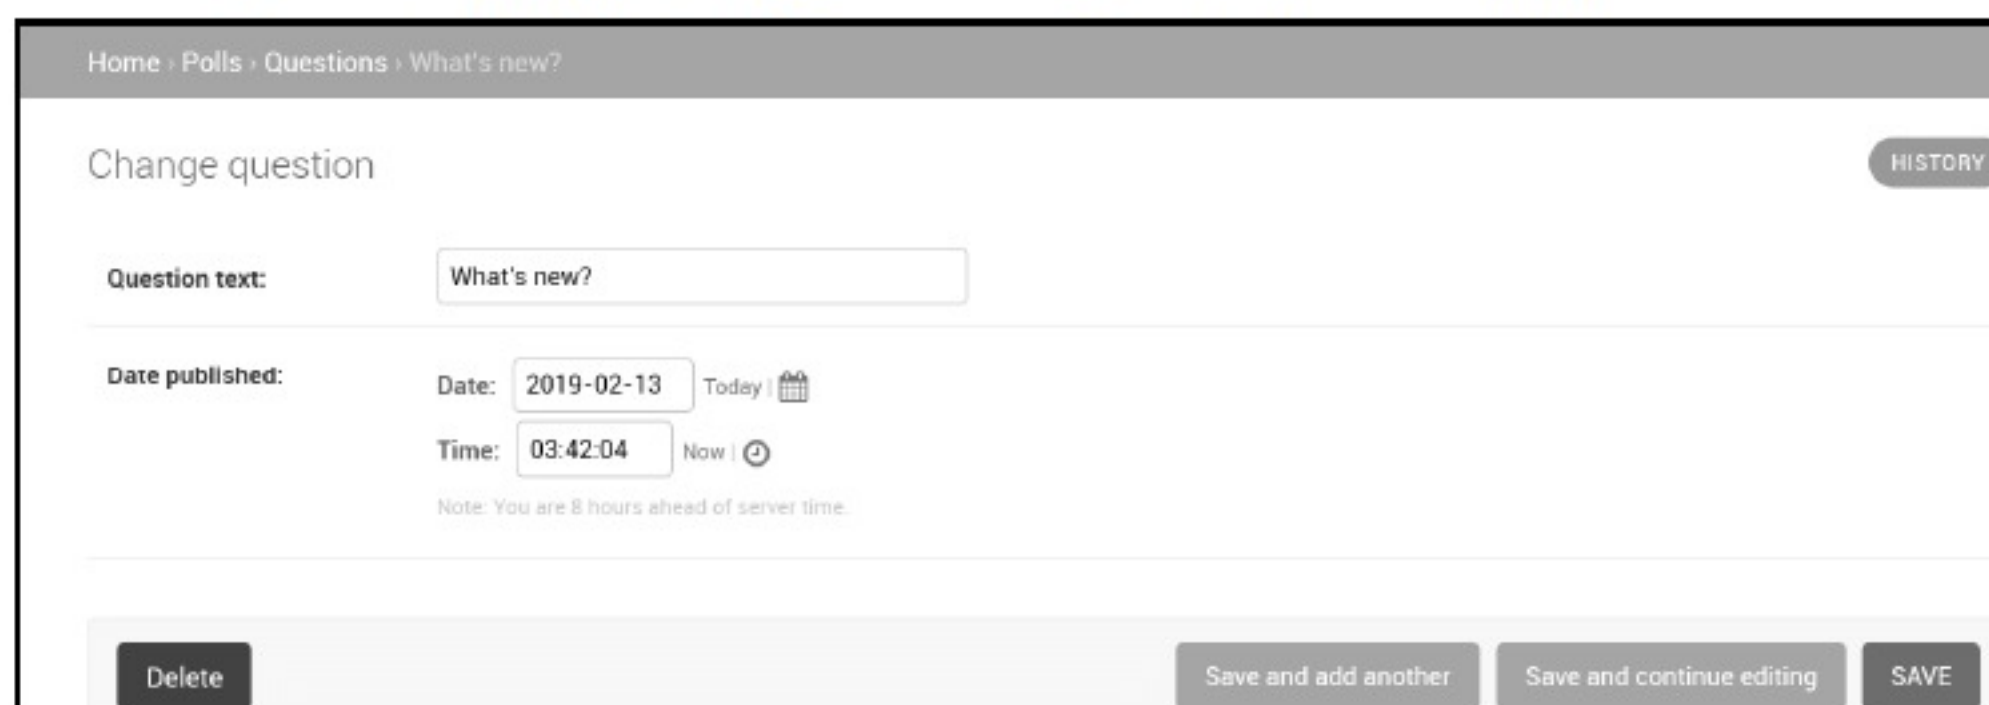 Home › Polls › Questions › What's new?
Change question
HISTORY
Question text: What's new?
Date published: Date: 2019-02-13 Today |
Time: 03:42:04 Now |
Note: You are 8 hours ahead of server time.
Delete Save and add another Save and continue editing SAVE